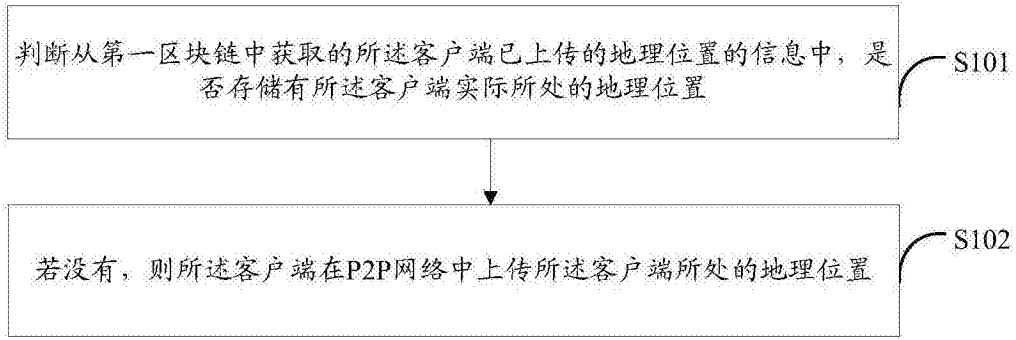 判断从第一区块链中获取的所述客户端已上传的地理位置的信息中，是
否存储有所述客户端实际所处的地理位置
S101
若没有，则所述客户端在P2P网络中上传所述客户端所处的地理位置
S102